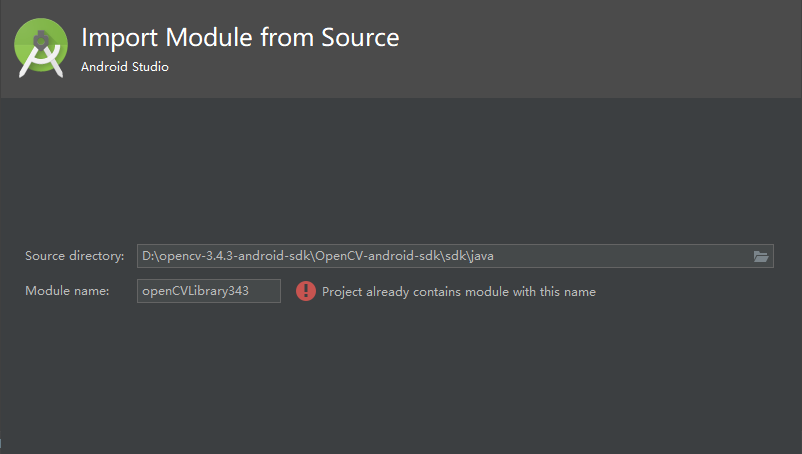 Import Module from Source
Android Studio
Source directory: D:\opencv-3.4.3-android-sdk\OpenCV-android-sdk\sdk\java
Module name: openCVLibrary343 Project already contains module with this name